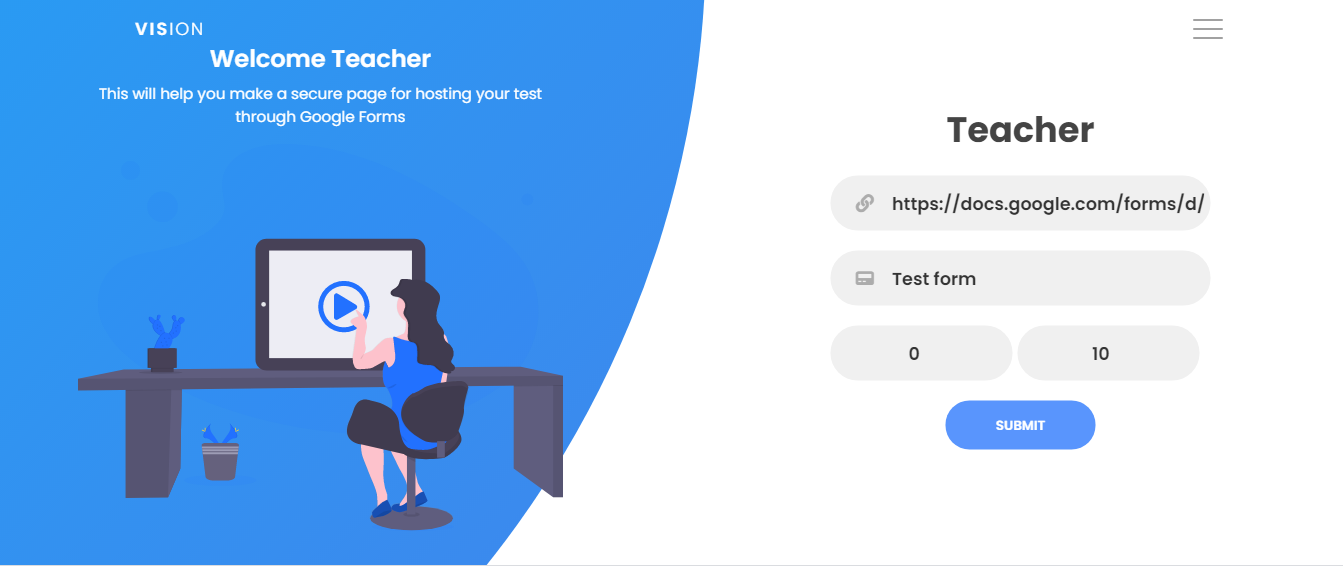 VISION
Welcome Teacher
This will help you make a secure page for hosting your test
through Google Forms
Teacher
https://docs.google.com/forms/d/
Test form
0
10
SUBMIT